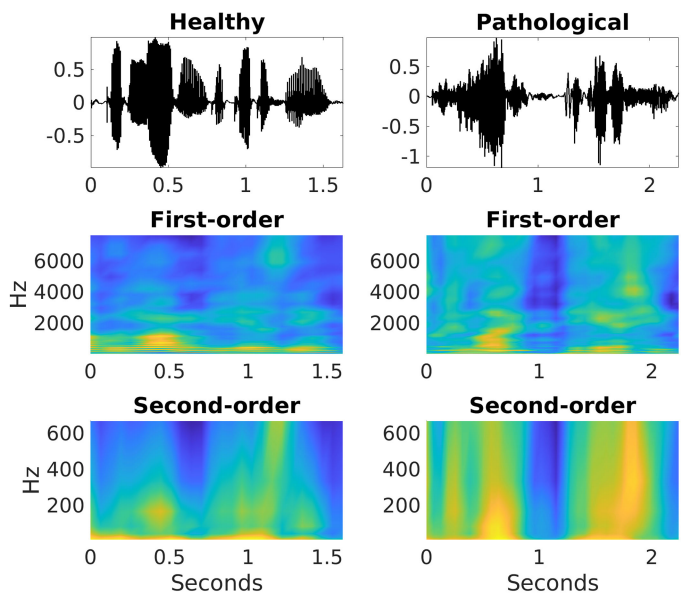 Healthy
Pathological
0.5
0
-0.5
0 0.5 1 1.5
0.5
0
-0.5
-1
0 1 2
First-order
First-order
Hz
6000
4000
2000
0 0.5 1 1.5
6000
4000
2000
0 1 2
Second-order
Second-order
Hz
600
400
200
0 0.5 1 1.5
Seconds
600
400
200
0 1 2
Seconds